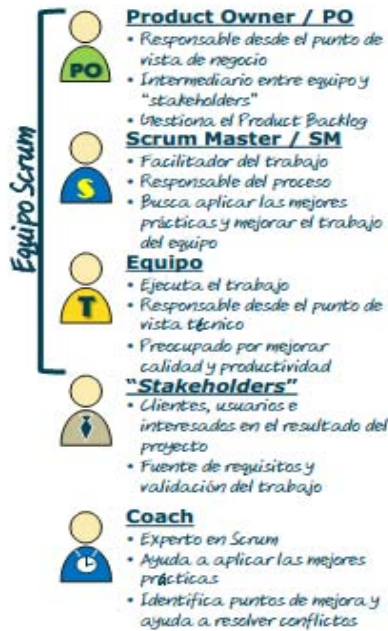 Equipo Scrum
Product Owner / PO
PO
• Responsable desde el punto de
vista de negocio
• Intermediario entre equipo y
“stakeholders”
• Gestiona el Product Backlog
Scrum Master / SM
S
• Facilitador del trabajo
• Responsable del proceso
• Busca aplicar las mejores
prácticas y mejorar el trabajo
del equipo
Equipo
T
• Ejecuta el trabajo
• Responsable desde el punto de
vista técnico
• Preocupado por mejorar
calidad y productividad
“Stakeholders”
• Clientes, usuarios e
interesados en el resultado del
proyecto
• Fuente de requisitos y
validación del trabajo
Coach
• Experto en Scrum
• Ayuda a aplicar las mejores
prácticas
• Identifica puntos de mejora y
ayuda a resolver conflictos